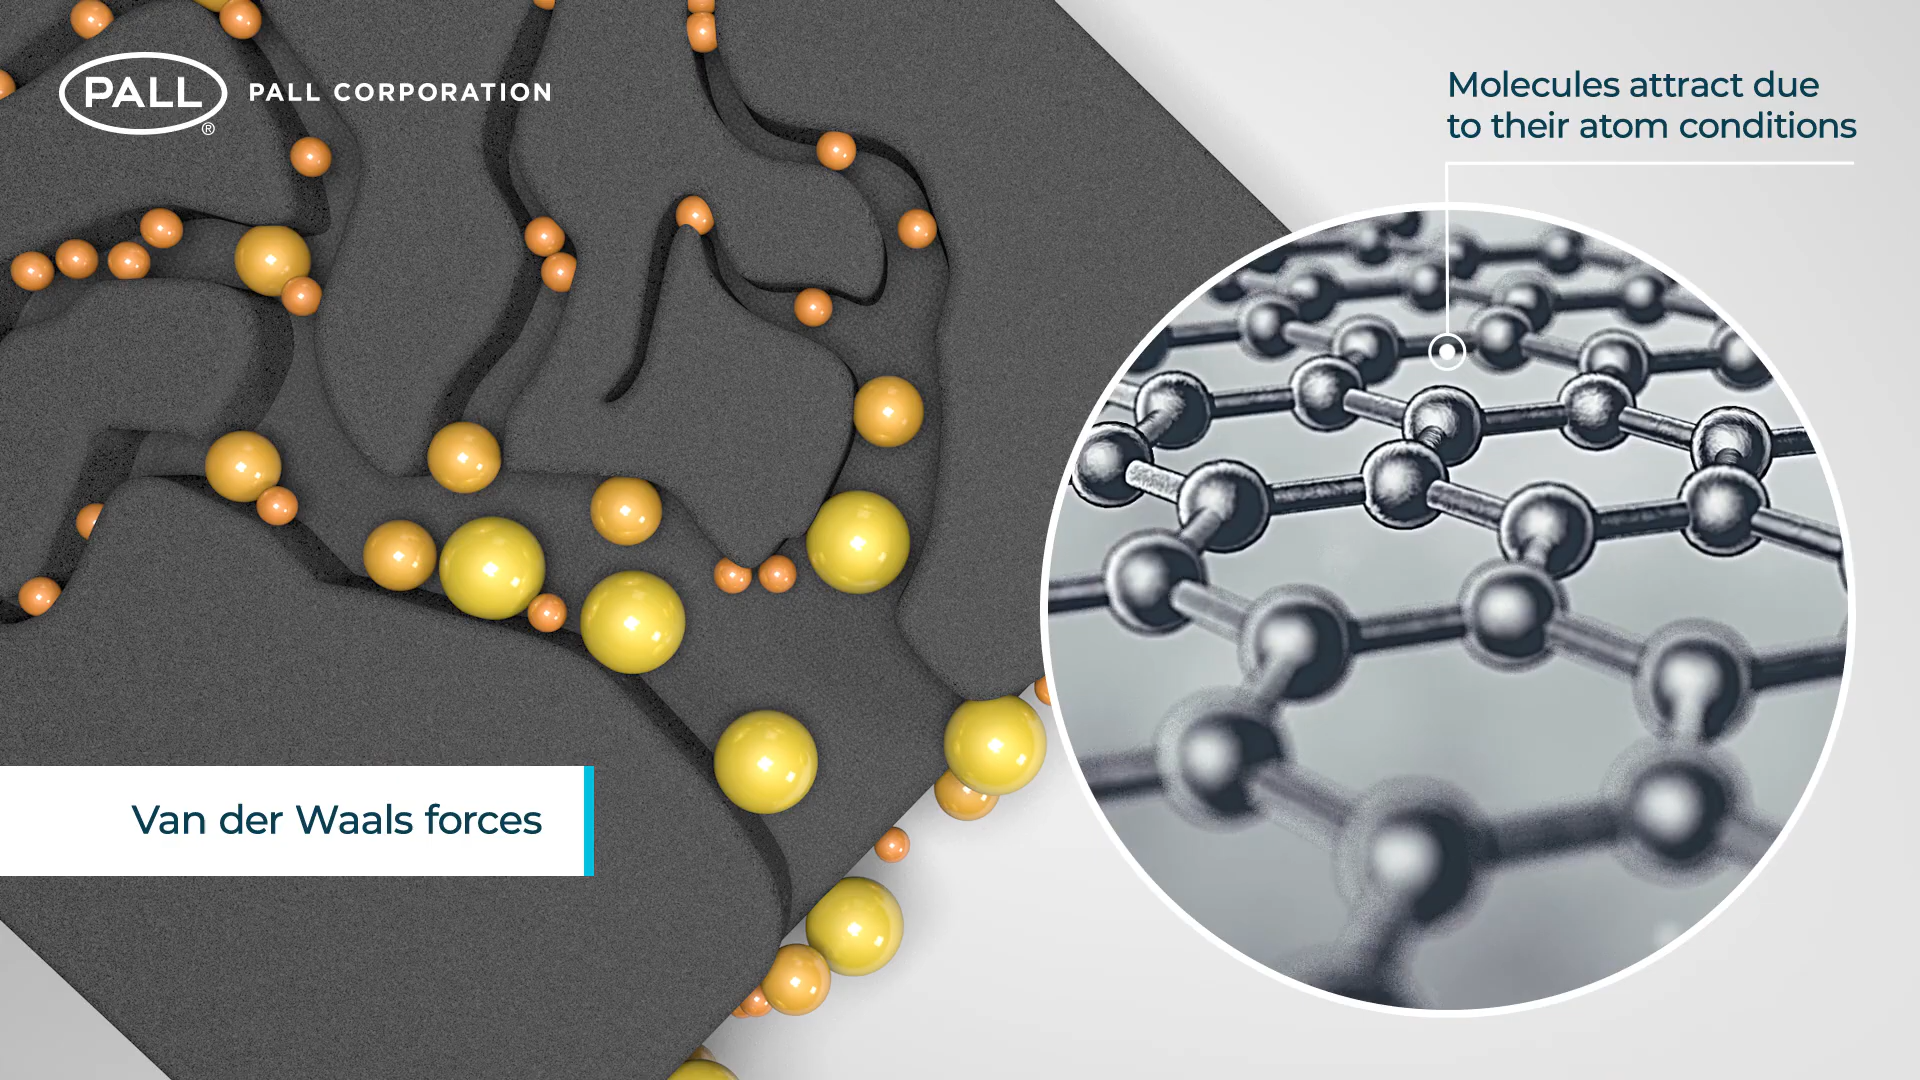 PALL ®
PALL CORPORATION
Molecules attract due
to their atom conditions
Van der Waals forces